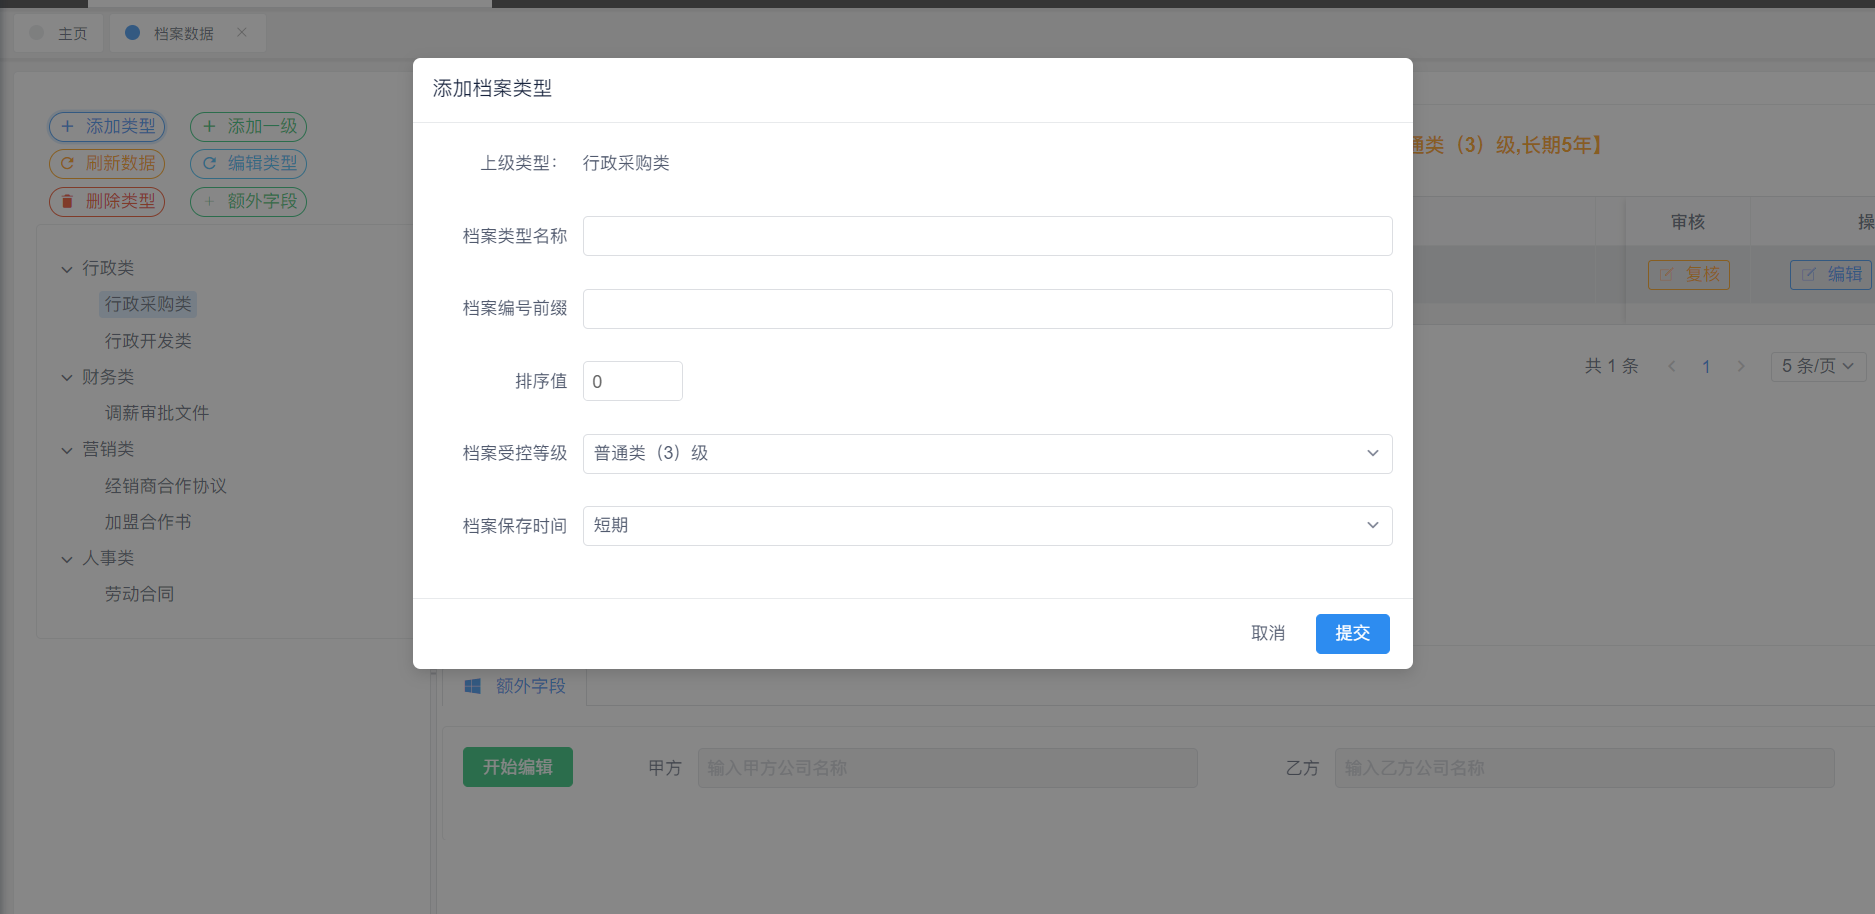 主页
档案数据
添加类型
添加一级
刷新数据
编辑类型
删除类型
额外字段
行政类
行政采购类
行政开发类
财务类
调薪审批文件
营销类
经销商合作协议
加盟合作书
人事类
劳动合同
添加档案类型
上级类型： 行政采购类
档案类型名称
档案编号前缀
排序值 0
档案受控等级 普通类（3）级
档案保存时间 短期
取消 提交
通类（3）级,长期5年】
审核 操
复核 编辑
共 1 条 1 5 条/页
额外字段
开始编辑 甲方 输入甲方公司名称 乙方 输入乙方公司名称